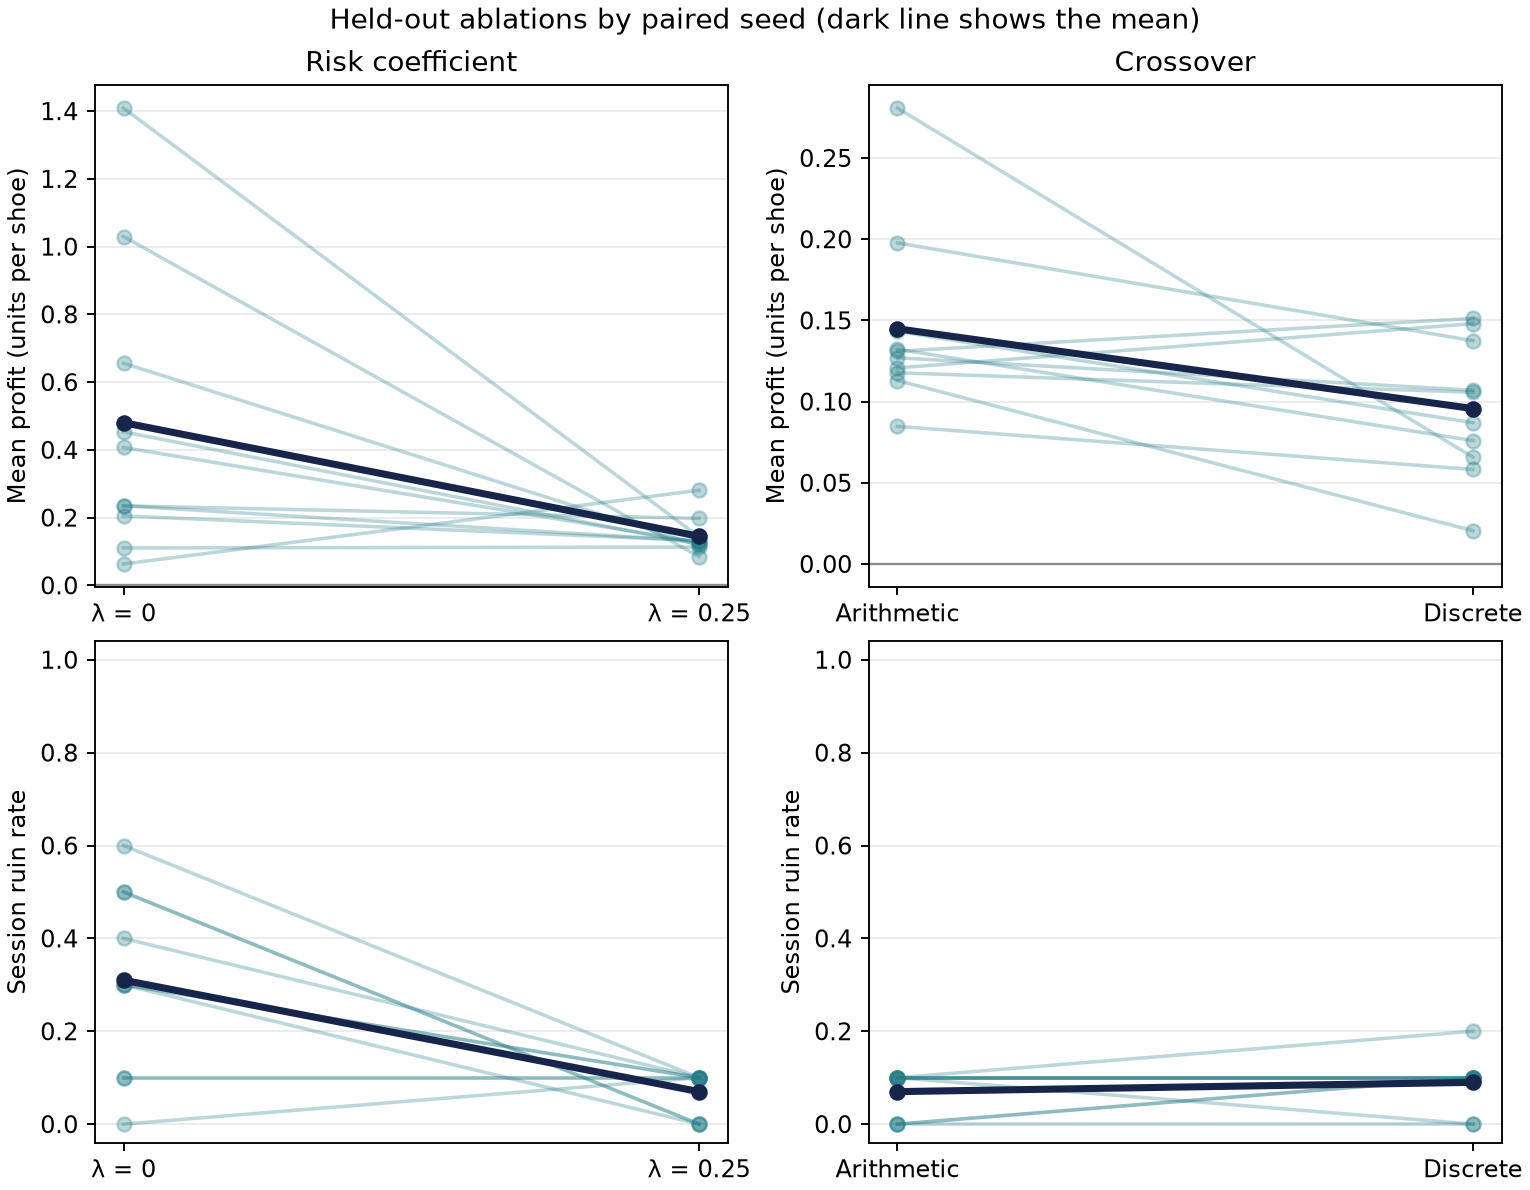 Held-out ablations by paired seed (dark line shows the mean)
Risk coefficient
Mean profit (units per shoe)
1.4
1.2
1.0
0.8
0.6
0.4
0.2
0.0
λ = 0
λ = 0.25
Crossover
Mean profit (units per shoe)
0.25
0.20
0.15
0.10
0.05
0.00
Arithmetic
Discrete
Session ruin rate
1.0
0.8
0.6
0.4
0.2
0.0
λ = 0
λ = 0.25
Session ruin rate
1.0
0.8
0.6
0.4
0.2
0.0
Arithmetic
Discrete